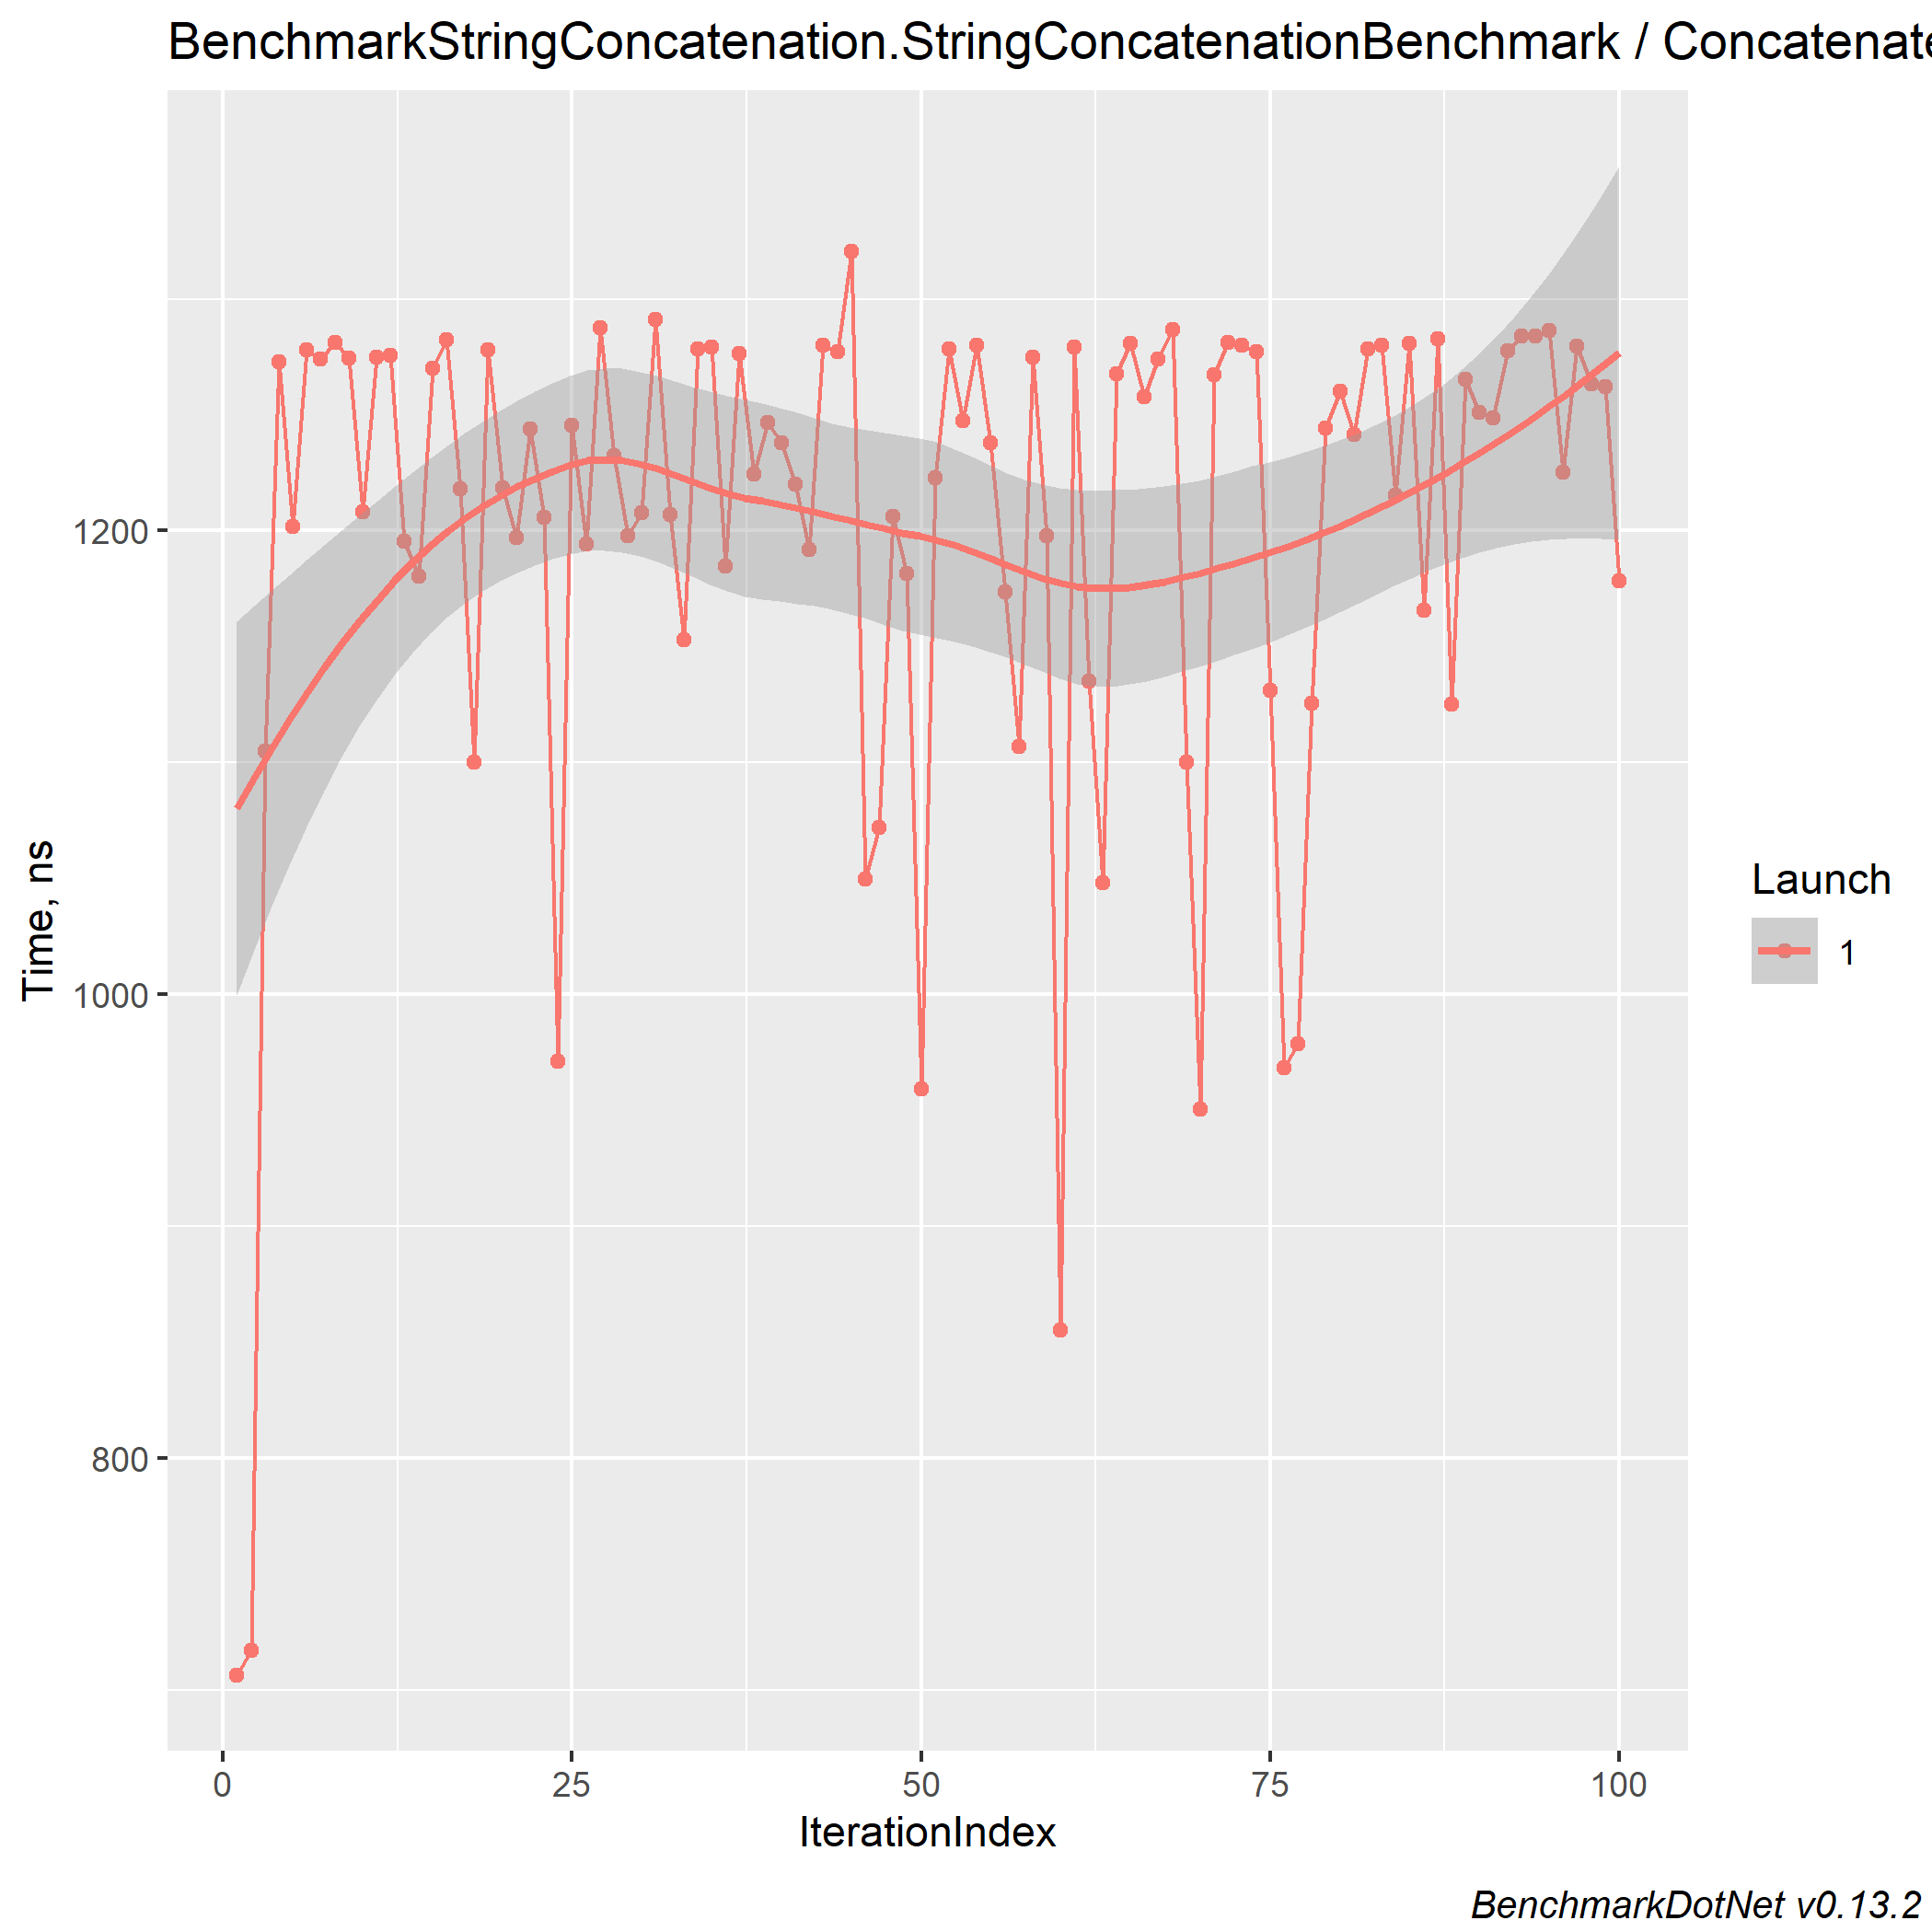 BenchmarkStringConcatenation.StringConcatenationBenchmark / Concatenate
Time, ns
1200
1000
800
0 25 50 75 100
IterationIndex
Launch
1
BenchmarkDotNet v0.13.2